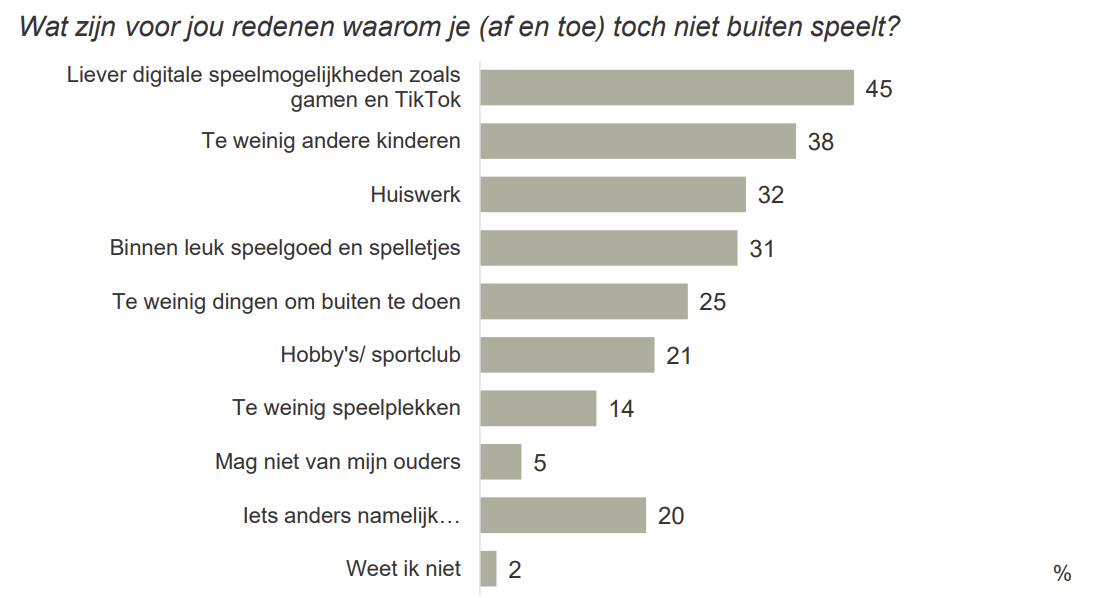 Wat zijn voor jou redenen waarom je (af en toe) toch niet buiten speelt?
Liever digitale speelmogelijkheden zoals
gamen en TikTok
45
Te weinig andere kinderen
38
Huiswerk
32
Binnen leuk speelgoed en spelletjes
31
Te weinig dingen om buiten te doen
25
Hobby's/ sportclub
21
Te weinig speelplekken
14
Mag niet van mijn ouders
5
Iets anders namelijk…
20
Weet ik niet
2
%